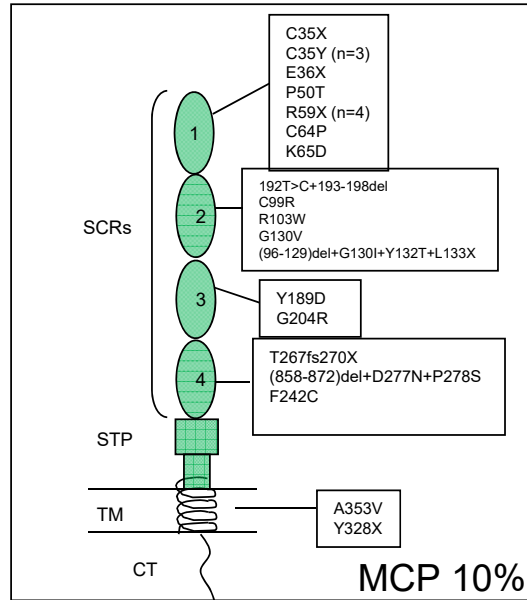 C35X
C35Y (n=3)
E36X
P50T
R59X (n=4)
C64P
K65D
1
192T>C+193-198del
C99R
R103W
G130V
(96-129)del+G130I+Y132T+L133X
2
SCRs
3
Y189D
G204R
4
T267fs270X
(858-872)del+D277N+P278S
F242C
STP
TM
A353V
Y328X
CT
MCP 10%